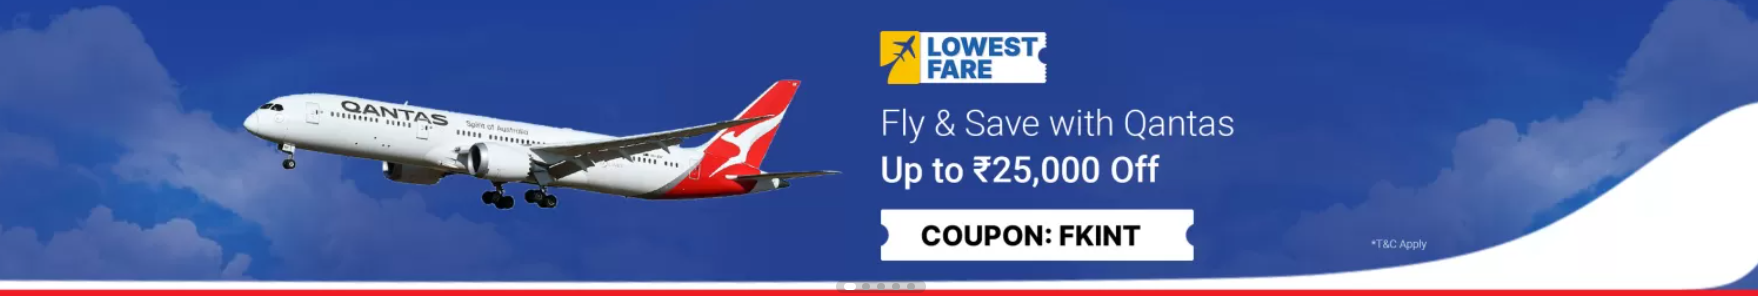 QANTAS
Spirit of Australia
LOWEST
FARE
Fly & Save with Qantas
Up to ₹25,000 Off
COUPON: FKINT
*T&C Apply